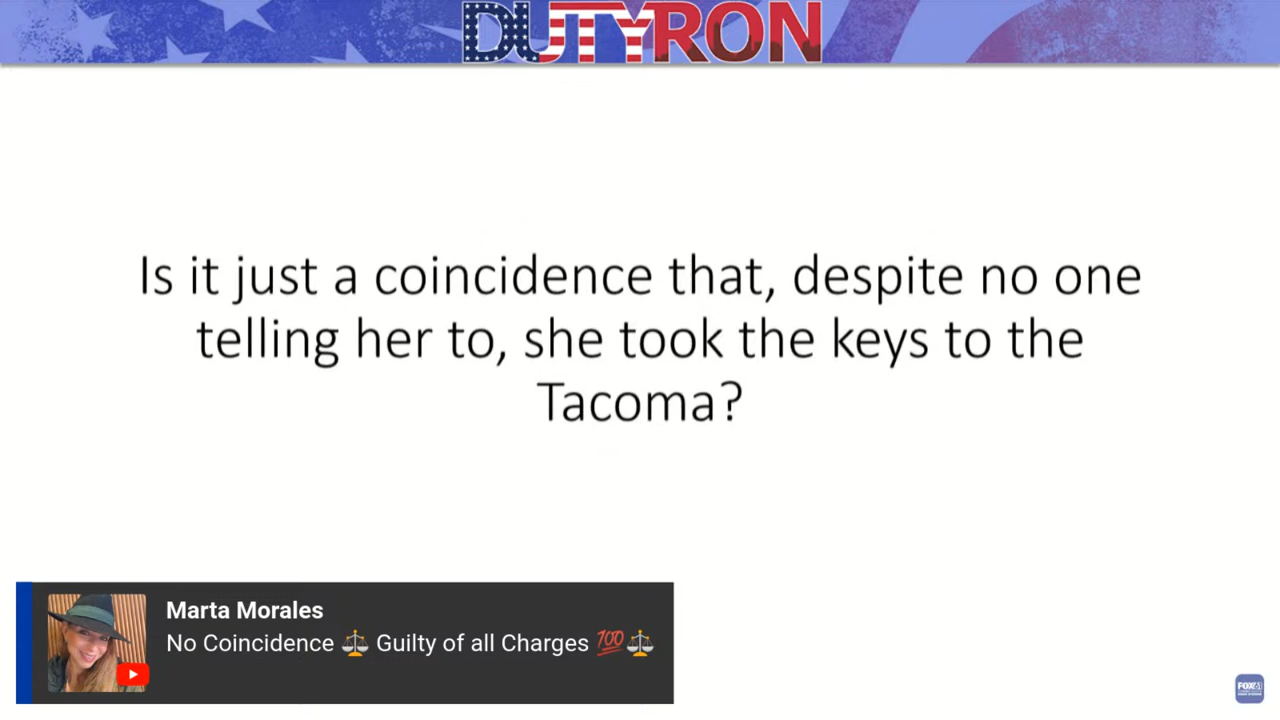 DUTYRON
Is it just a coincidence that, despite no one
telling her to, she took the keys to the
Tacoma?
Marta Morales
No Coincidence ⚖️ Guilty of all Charges 💯⚖️
FOX61